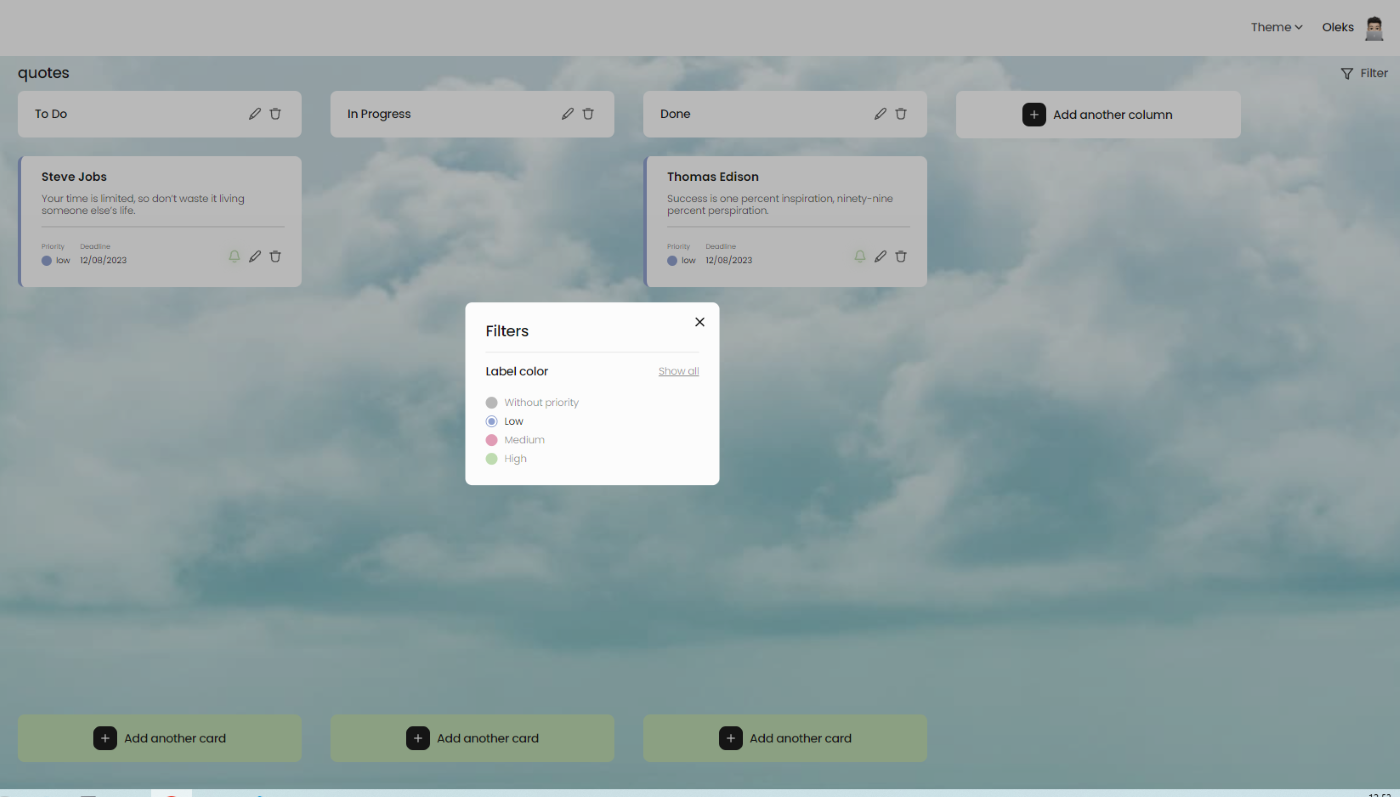 Theme
Oleks
quotes
Filter
To Do
In Progress
Done
Add another column
Steve Jobs
Your time is limited, so don't waste it living
someone else's life.
Priority
Deadline
low
12/08/2023
Thomas Edison
Success is one percent inspiration, ninety-nine
percent perspiration.
Priority
Deadline
low
12/08/2023
Filters
Label color
Show all
Without priority
Low
Medium
High
Add another card
Add another card
Add another card